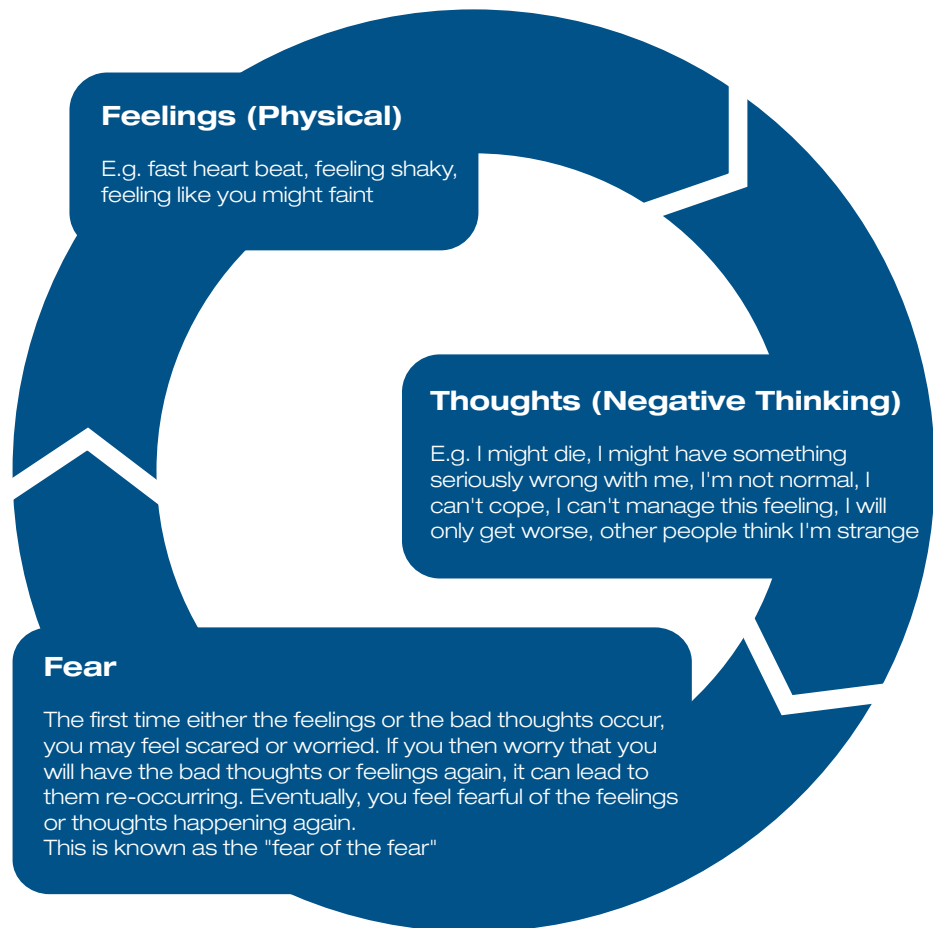 Feelings (Physical)
E.g. fast heart beat, feeling shaky,
feeling like you might faint
Thoughts (Negative Thinking)
E.g. I might die, I might have something
seriously wrong with me, I'm not normal, I
can't cope, I can't manage this feeling, I will
only get worse, other people think I'm strange
Fear
The first time either the feelings or the bad thoughts occur,
you may feel scared or worried. If you then worry that you
will have the bad thoughts or feelings again, it can lead to
them re-occurring. Eventually, you feel fearful of the feelings
or thoughts happening again.
This is known as the "fear of the fear"